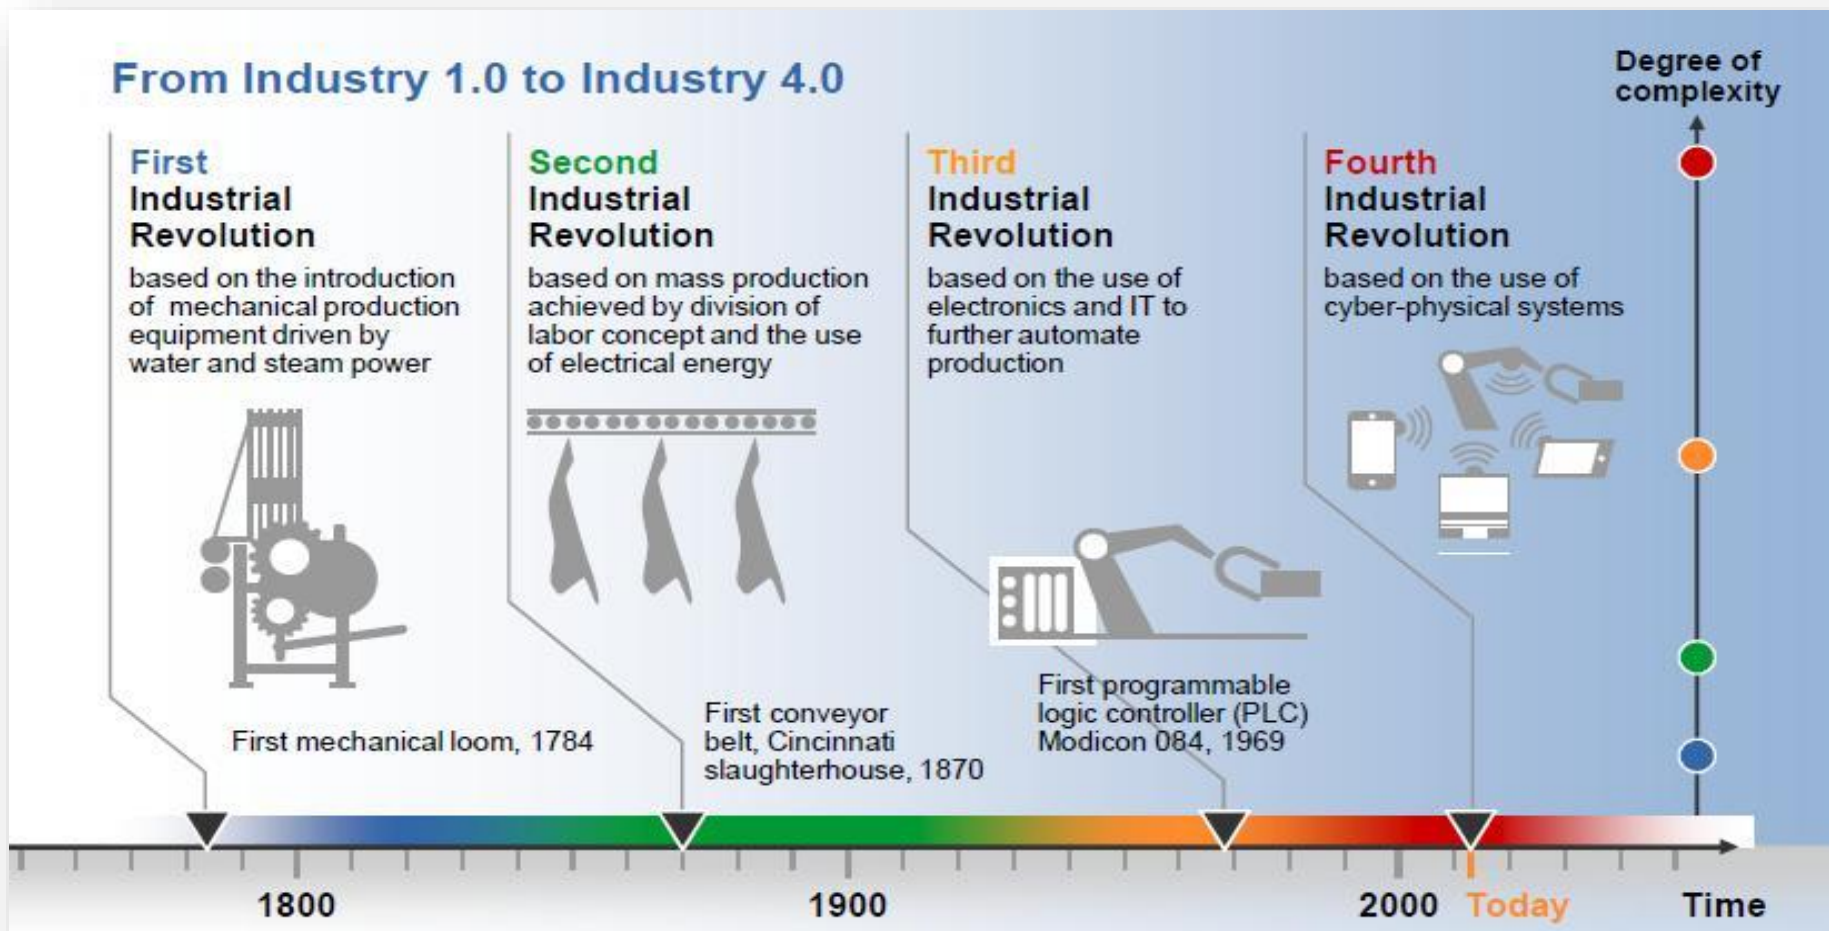 From Industry 1.0 to Industry 4.0
Degree of
complexity
First
Industrial
Revolution
based on the introduction
of mechanical production
equipment driven by
water and steam power
Second
Industrial
Revolution
based on mass production
achieved by division of
labor concept and the use
of electrical energy
Third
Industrial
Revolution
based on the use of
electronics and IT to
further automate
production
Fourth
Industrial
Revolution
based on the use of
cyber-physical systems
First mechanical loom, 1784
First conveyor
belt, Cincinnati
slaughterhouse, 1870
First programmable
logic controller (PLC)
Modicon 084, 1969
1800
1900
2000
Today
Time